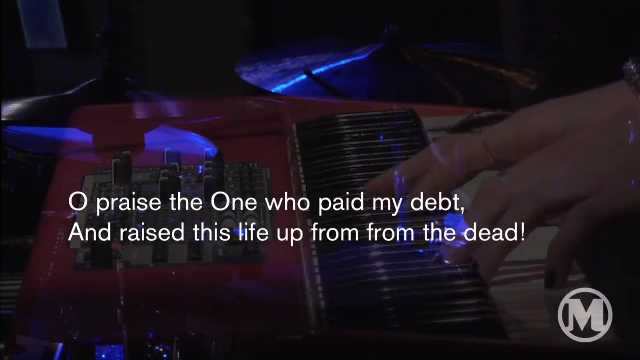 O praise the One who paid my debt,
And raised this life up from from the dead!
M